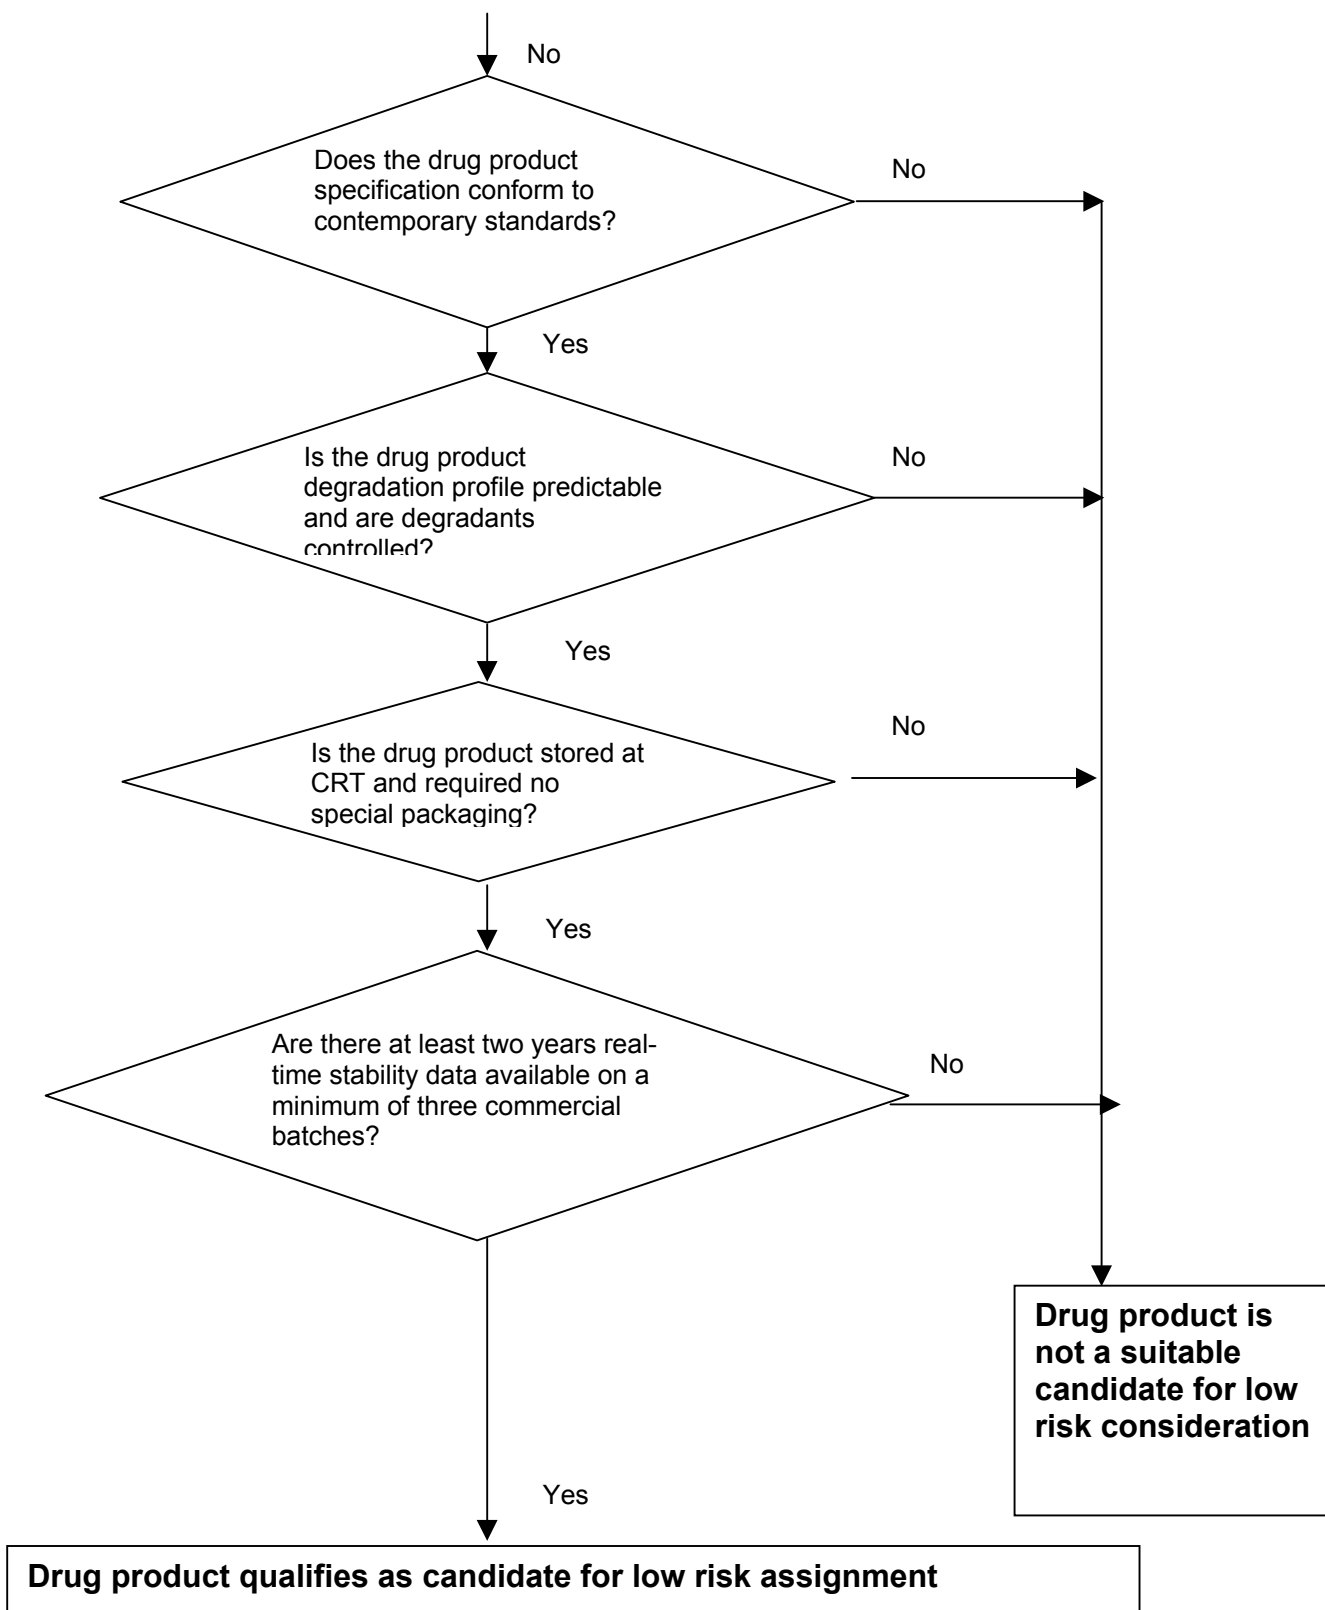 No
Does the drug product
specification conform to
contemporary standards?
No
Yes
Is the drug product
degradation profile predictable
and are degradants
controlled?
No
Yes
Is the drug product stored at
CRT and required no
special packaging?
No
Yes
Are there at least two years real-
time stability data available on a
minimum of three commercial
batches?
No
Drug product is
not a suitable
candidate for low
risk consideration
Yes
Drug product qualifies as candidate for low risk assignment